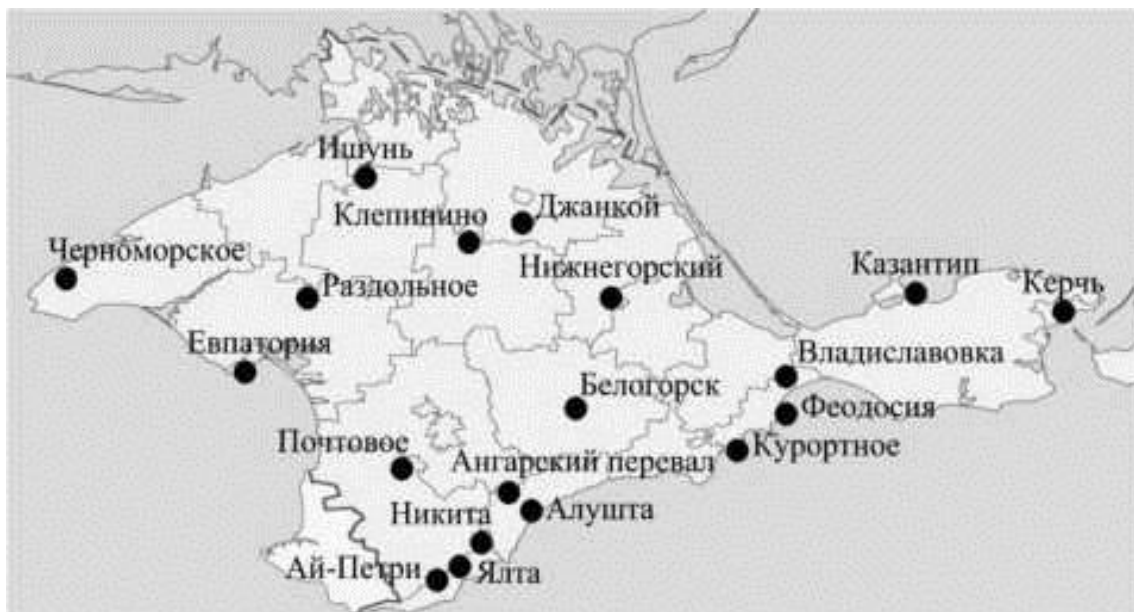 Ишунь
Клепинино
Джанкой
Черноморское
Раздольное
Нижнегорский
Казантип
Керчь
Евпатория
Белогорск
Владиславовка
Феодосия
Почтовое
Ангарский перевал
Курортное
Никита
Алушта
Ай-Петри
Ялта